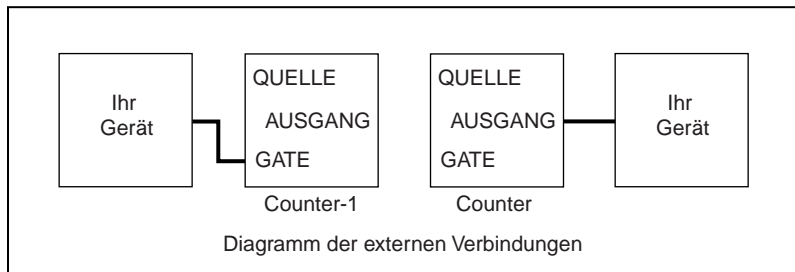 Ihr
Gerät
QUELLE
AUSGANG
GATE
Counter-1
QUELLE
AUSGANG
GATE
Counter
Ihr
Gerät
Diagramm der externen Verbindungen